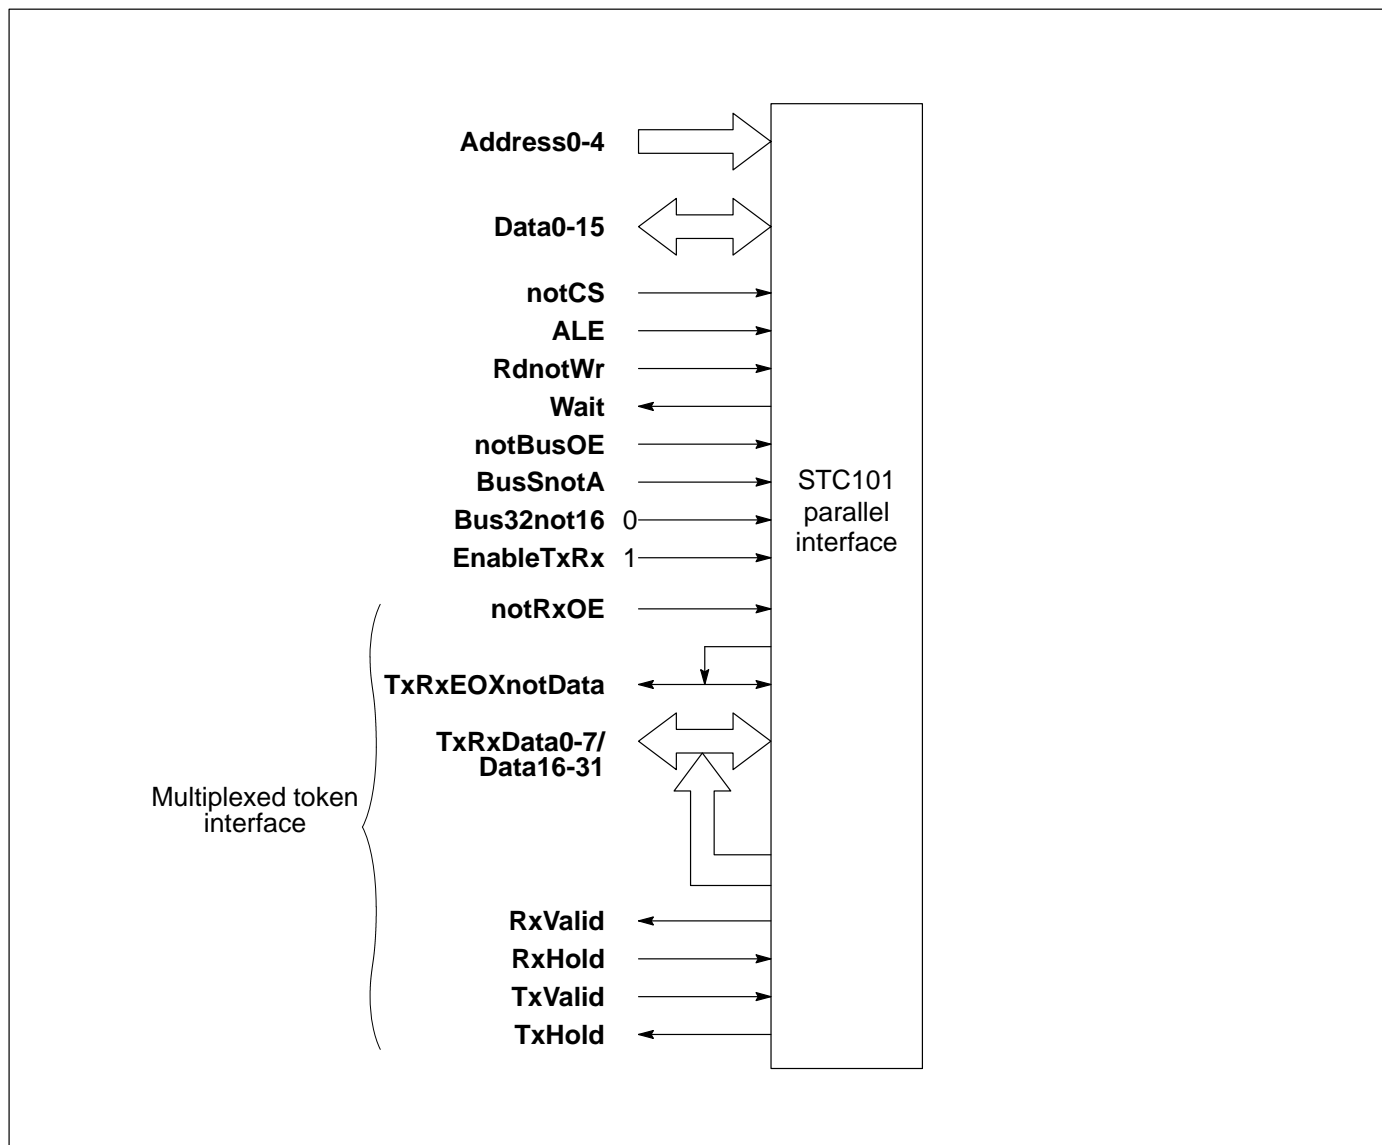 Address0-4
Data0-15
notCS
ALE
RdnotWr
Wait
notBusOE
BusSnotA
Bus32not16 0
EnableTxRx 1
notRxOE
TxRxEOXnotData
TxRxData0-7/
Data16-31
RxValid
RxHold
TxValid
TxHold
Multiplexed token
interface
STC101
parallel
interface